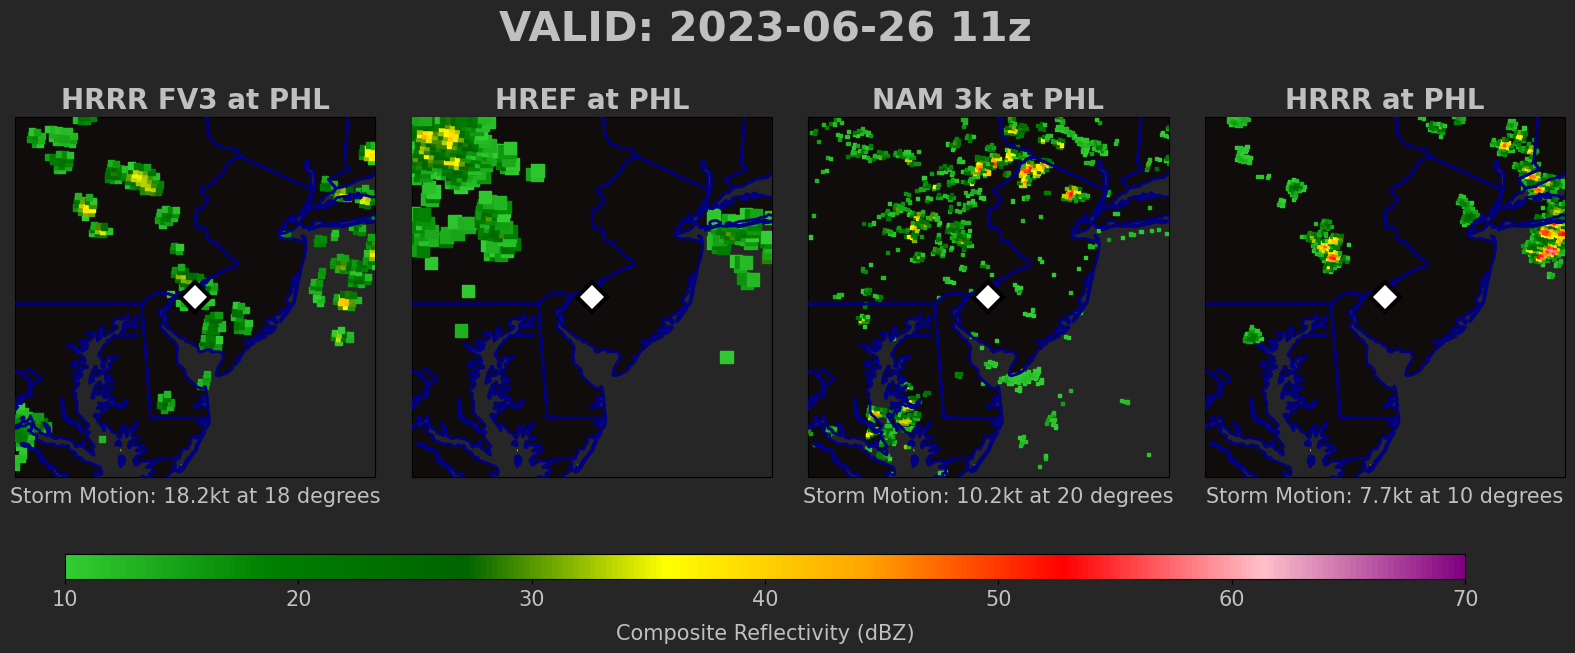 VALID: 2023-06-26 11z
HRRR FV3 at PHL
HREF at PHL
NAM 3k at PHL
HRRR at PHL
Storm Motion: 18.2kt at 18 degrees
Storm Motion: 10.2kt at 20 degrees
Storm Motion: 7.7kt at 10 degrees
10 20 30 40 50 60 70
Composite Reflectivity (dBZ)